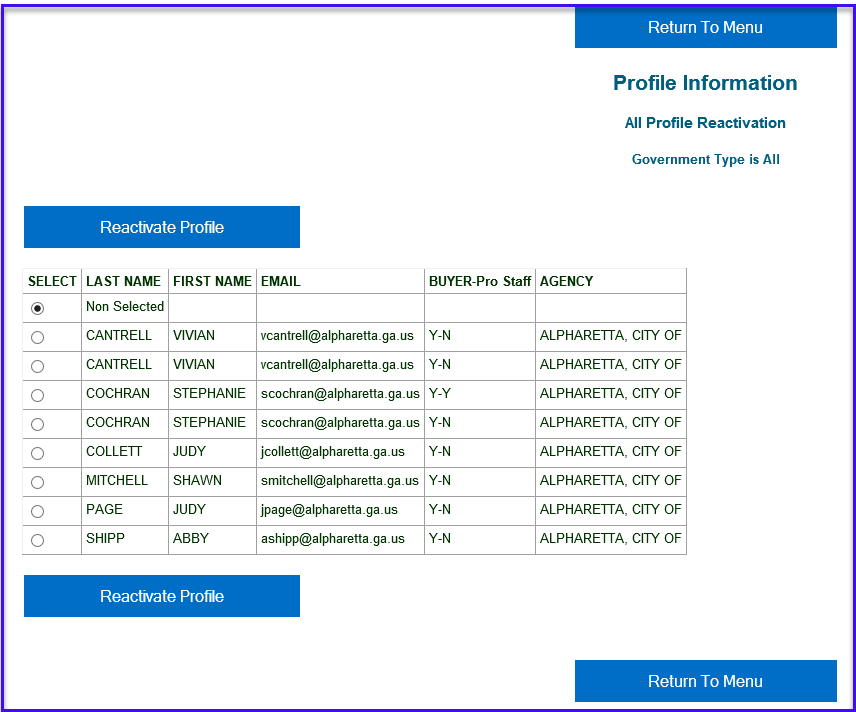 Return To Menu
Profile Information
All Profile Reactivation
Government Type is All
Reactivate Profile
SELECT LAST NAME FIRST NAME EMAIL BUYER-Pro Staff AGENCY
Non Selected
CANTRELL VIVIAN vcantrell@alpharetta.ga.us Y-N ALPHARETTA, CITY OF
CANTRELL VIVIAN vcantrell@alpharetta.ga.us Y-N ALPHARETTA, CITY OF
COCHRAN STEPHANIE scochran@alpharetta.ga.us Y-Y ALPHARETTA, CITY OF
COCHRAN STEPHANIE scochran@alpharetta.ga.us Y-N ALPHARETTA, CITY OF
COLLETT JUDY jcollett@alpharetta.ga.us Y-N ALPHARETTA, CITY OF
MITCHELL SHAWN smitchell@alpharetta.ga.us Y-N ALPHARETTA, CITY OF
PAGE JUDY jpage@alpharetta.ga.us Y-N ALPHARETTA, CITY OF
SHIPP ABBY ashipp@alpharetta.ga.us Y-N ALPHARETTA, CITY OF
Reactivate Profile
Return To Menu